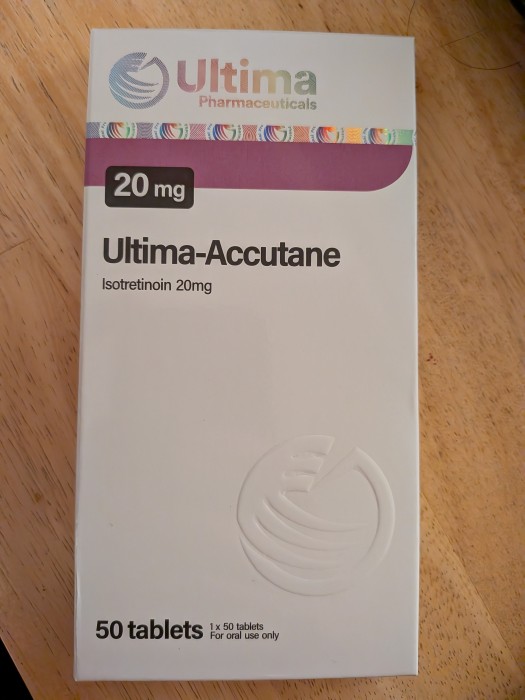 Ultima
Pharmaceuticals
20 mg
Ultima-Accutane
Isotretinoin 20mg
50 tablets
1 x 50 tablets
For oral use only